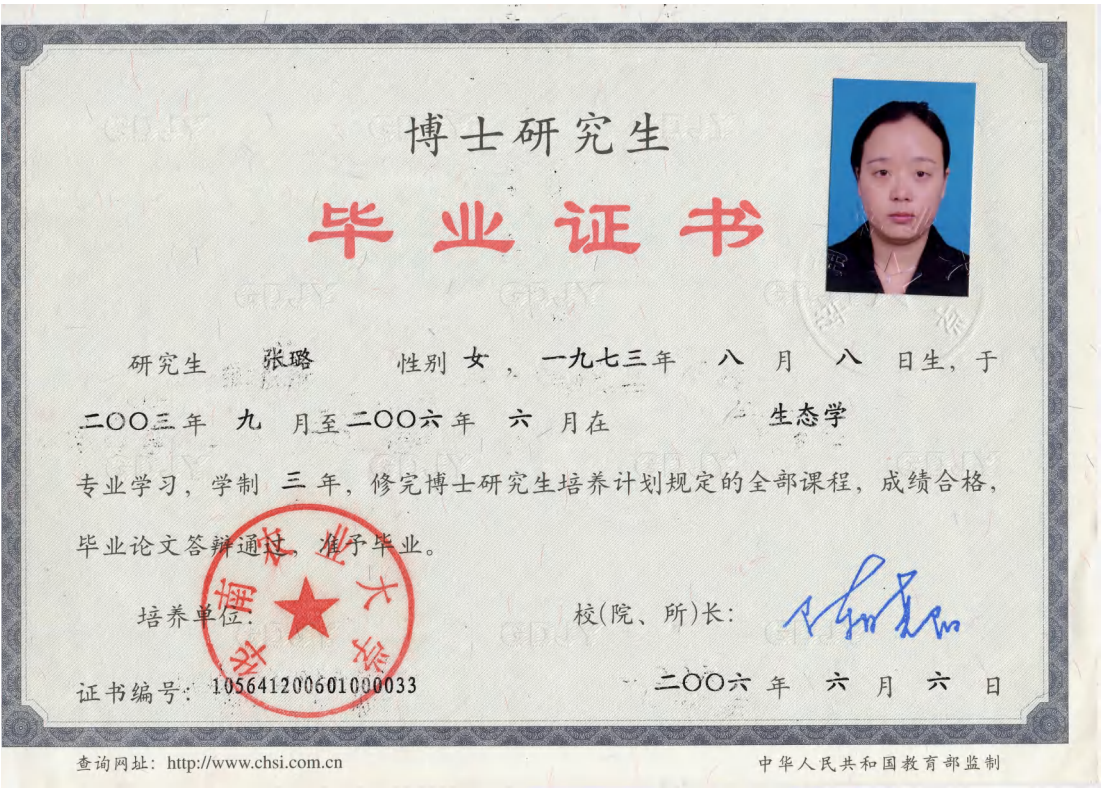 博士研究生
毕业证书
研究生 张璐 性别 女 ，一九七三年 八 月 八 日生，于
二〇〇三年 九 月至二〇〇六年 六 月在 生态学
专业学习，学制 三 年，修完博士研究生培养计划规定的全部课程，成绩合格，
毕业论文答辩通过，准予毕业。
华南农业大学
培养单位： 校(院、所)长：
证书编号：105641200601000033 二〇〇六 年 六 月 六 日
查询网址：http://www.chsi.com.cn 中华人民共和国教育部监制